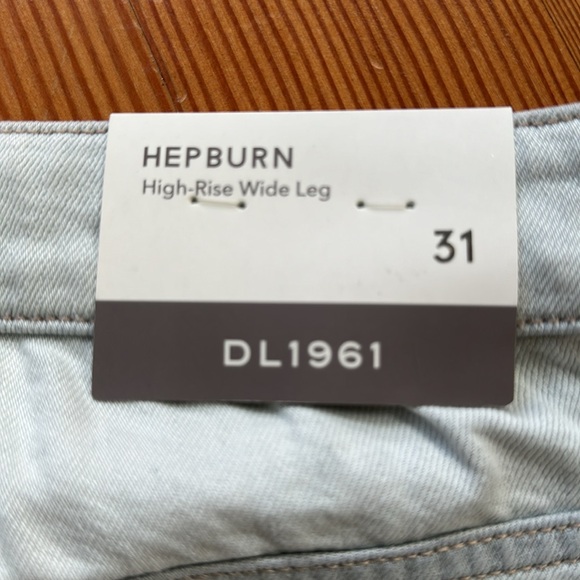 HEPBURN
High-Rise Wide Leg
31
DL1961